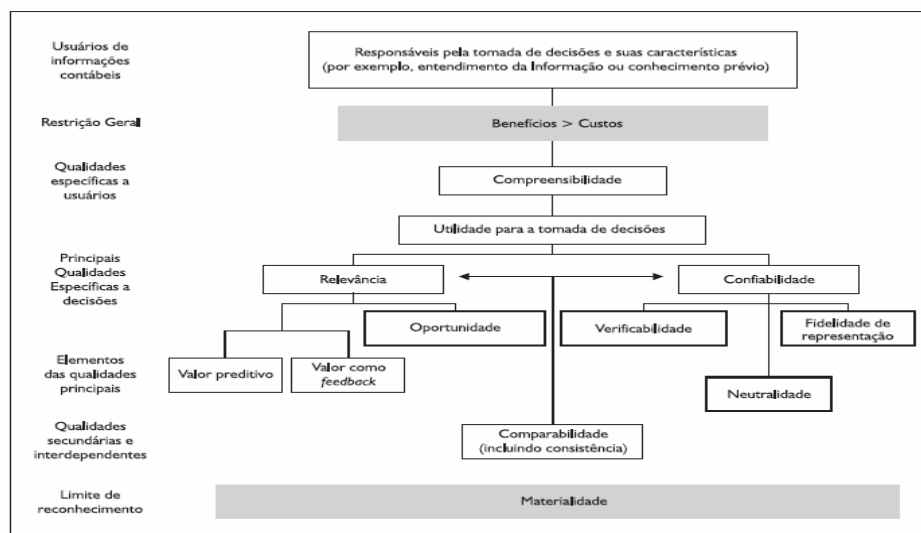 Usuários de
informações
contábeis
Responsáveis pela tomada de decisões e suas características
(por exemplo, entendimento da Informação ou conhecimento prévio)
Restrição Geral
Benefícios > Custos
Qualidades
específicas a
usuários
Compreensibilidade
Utilidade para a tomada de decisões
Principais
Qualidades
Específicas a
decisões
Relevância
Confiabilidade
Oportunidade
Verificabilidade
Fidelidade de
representação
Elementos
das qualidades
principais
Valor preditivo
Valor como
feedback
Neutralidade
Qualidades
secundárias e
interdependentes
Comparabilidade
(incluindo consistência)
Limite de
reconhecimento
Materialidade